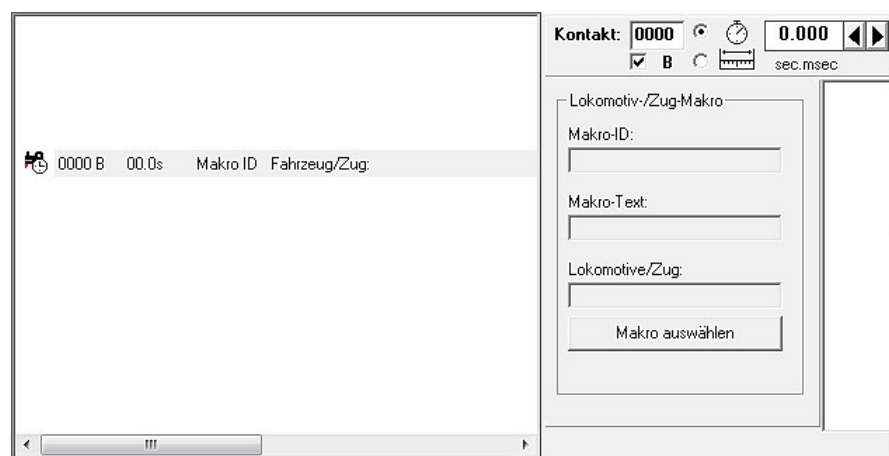 0000 B 00.0s Makro ID Fahrzeug/Zug:
Kontakt: 0000 0.000
B sec.msec
Lokomotiv-/Zug-Makro
Makro-ID:
Makro-Text:
Lokomotive/Zug:
Makro auswählen